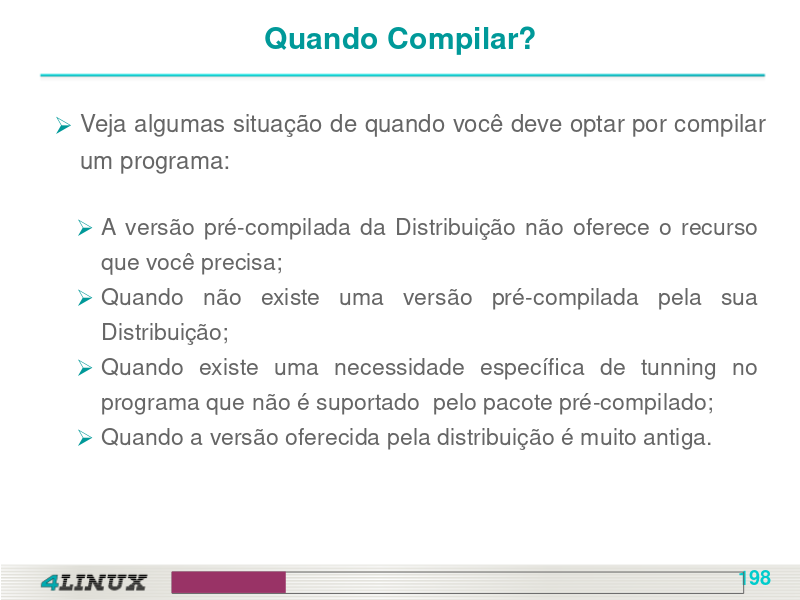 Quando Compilar?
Veja algumas situação de quando você deve optar por compilar
um programa:
A versão pré-compilada da Distribuição não oferece o recurso
que você precisa;
Quando não existe uma versão pré-compilada pela sua
Distribuição;
Quando existe uma necessidade específica de tunning no
programa que não é suportado  pelo pacote pré-compilado;
Quando a versão oferecida pela distribuição é muito antiga.
4LINUX
198